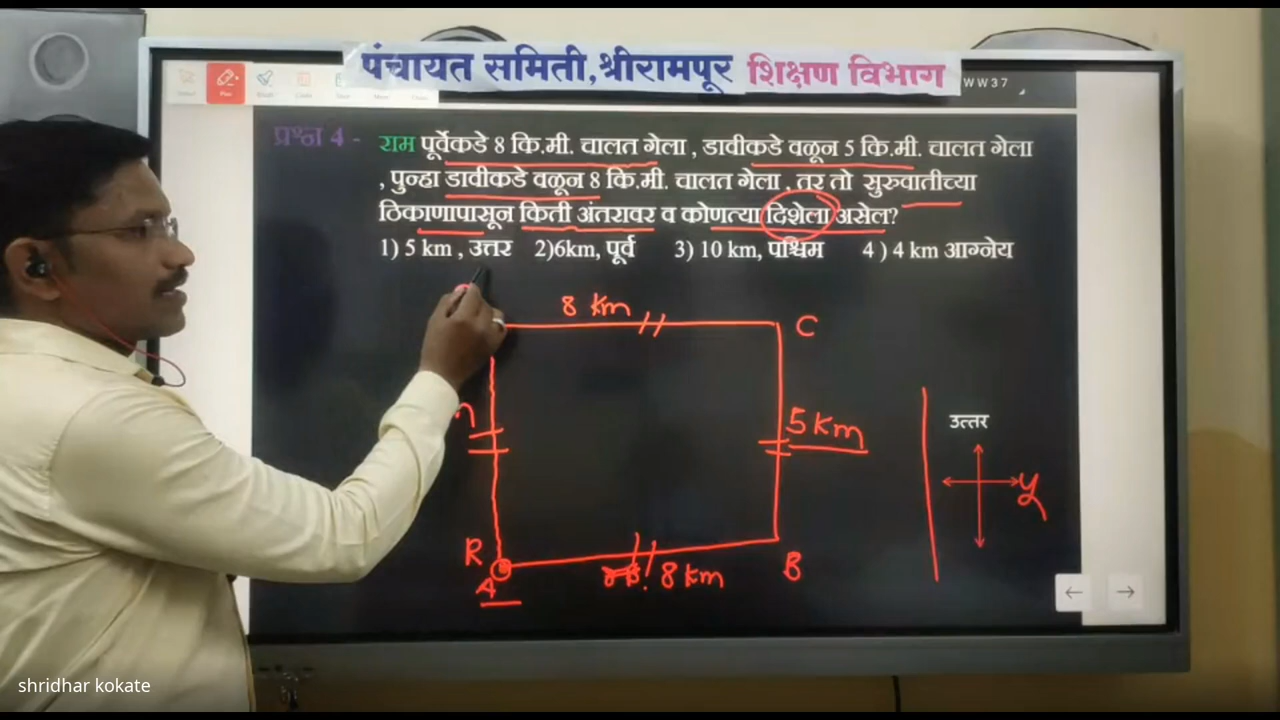 पंचायत समिती,श्रीरामपूर शिक्षण विभाग
WW37
प्रश्न 4 - राम पूर्वेकडे 8 कि.मी. चालत गेला , डावीकडे वळून 5 कि.मी. चालत गेला
, पुन्हा डावीकडे वळून 8 कि.मी. चालत गेला , तर तो सुरुवातीच्या
ठिकाणापासून किती अंतरावर व कोणत्या दिशेला असेल?
1) 5 km , उत्तर 2)6km, पूर्व 3) 10 km, पश्चिम 4 ) 4 km आग्नेय
8 km
C
5 km
उत्तर
पू
R
A
8 km
B
shridhar kokate